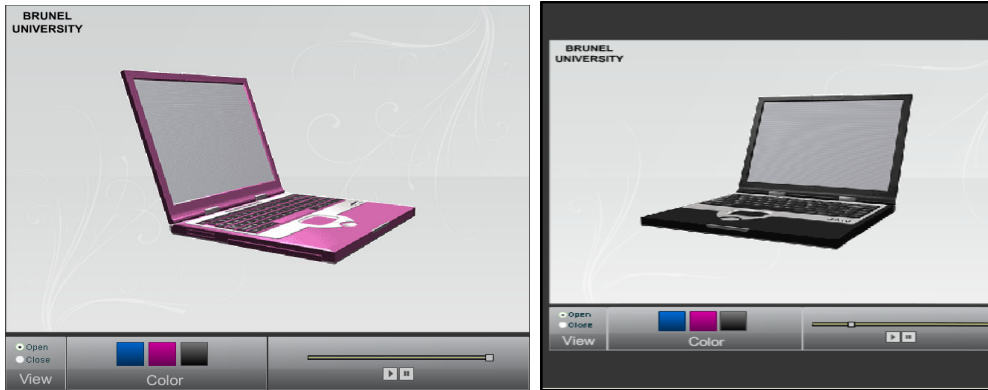 BRUNEL
UNIVERSITY
Open
Close
View
Color
BRUNEL
UNIVERSITY
Open
Close
View
Color